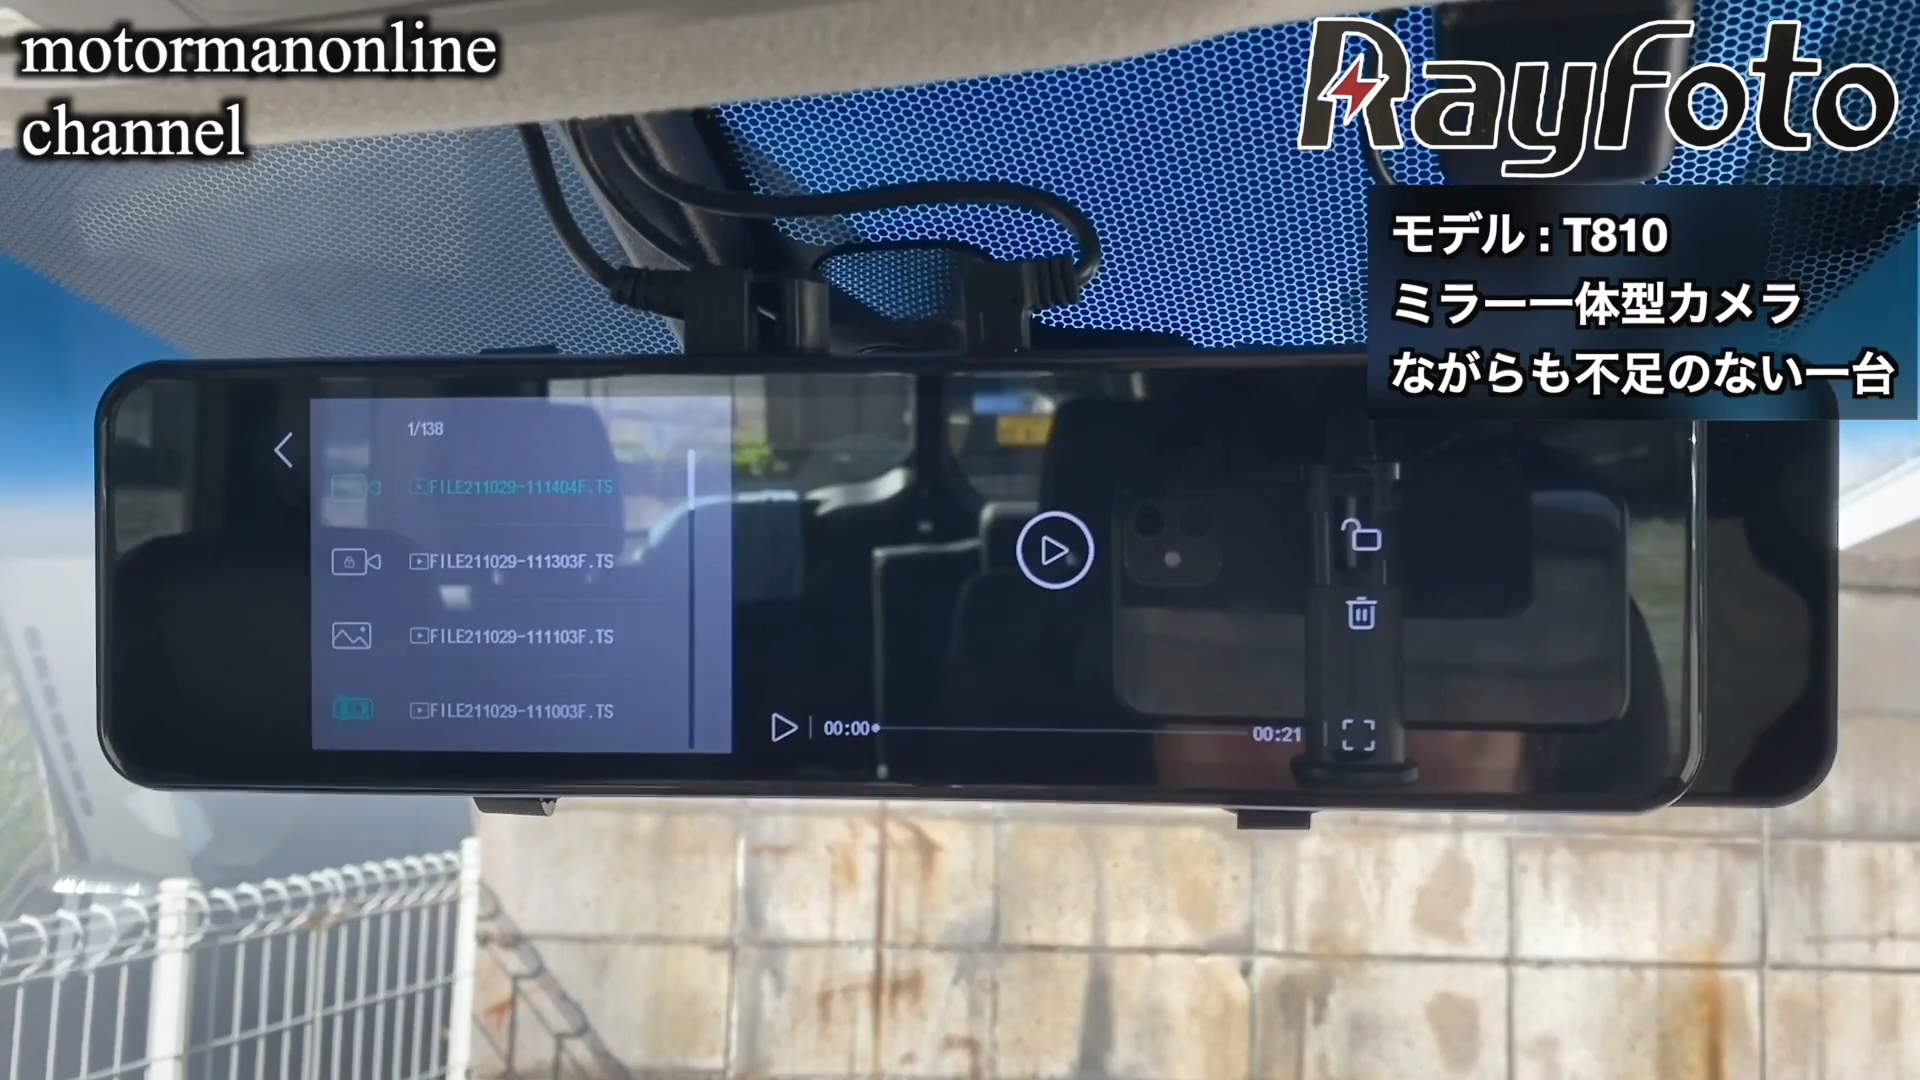 motormanonline
channel
Rayfoto
モデル：T810
ミラー一体型カメラ
ながらも不足のない一台
1/138
FILE211029-111404F.TS
FILE211029-111303F.TS
FILE211029-111103F.TS
FILE211029-111003F.TS
00:00
00:21